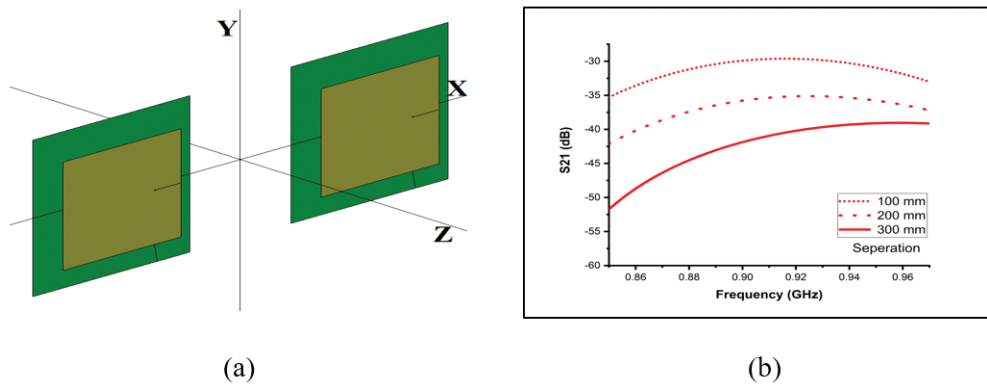 Y
X
Z
(a)
S21 (dB)
-30
-35
-40
-45
-50
-55
-60
0.86
0.88
0.90
0.92
0.94
0.96
Frequency (GHz)
100 mm
200 mm
300 mm
Seperation
(b)